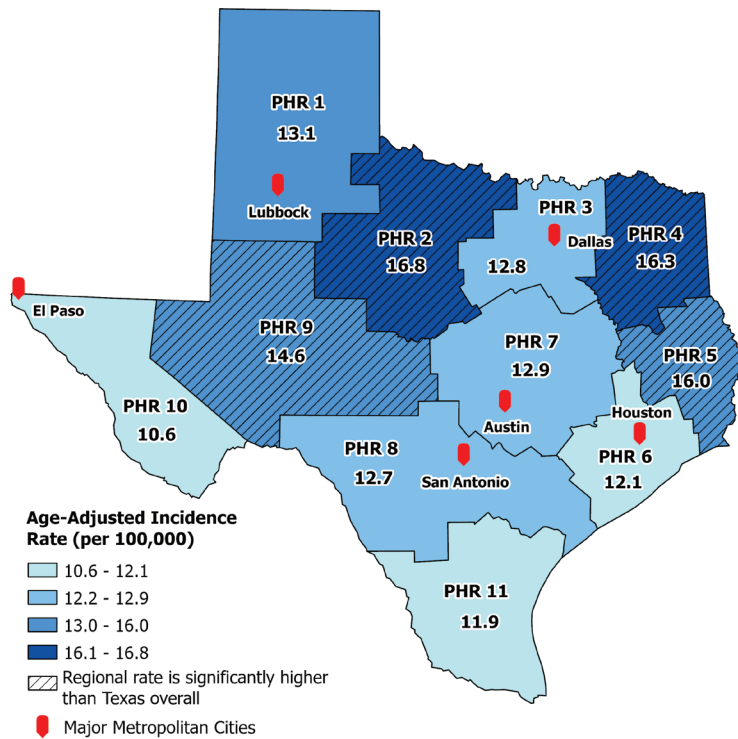 PHR 1
13.1
Lubbock
PHR 2
16.8
PHR 3
Dallas
12.8
PHR 4
16.3
El Paso
PHR 9
14.6
PHR 7
12.9
Austin
PHR 5
16.0
PHR 10
10.6
Houston
PHR 6
12.1
PHR 8
12.7
San Antonio
PHR 11
11.9
Age-Adjusted Incidence
Rate (per 100,000)
10.6 - 12.1
12.2 - 12.9
13.0 - 16.0
16.1 - 16.8
Regional rate is significantly higher
than Texas overall
Major Metropolitan Cities